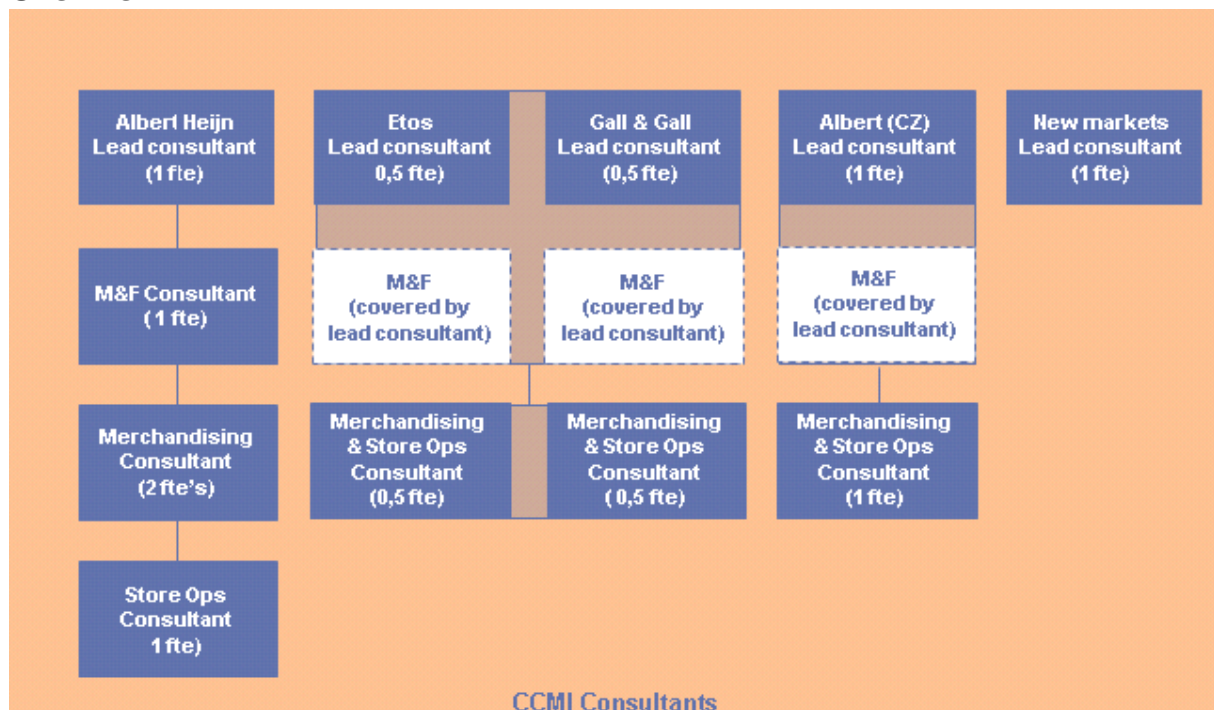 Albert Heijn
Lead consultant
(1 fte)
Etos
Lead consultant
0,5 fte)
Gall & Gall
Lead consultant
(0,5 fte)
Albert (CZ)
Lead consultant
(1 fte)
New markets
Lead consultant
(1 fte)
M&F Consultant
(1 fte)
M&F
(covered by
lead consultant)
M&F
(covered by
lead consultant)
M&F
(covered by
lead consultant)
Merchandising
Consultant
(2 fte's)
Merchandising
& Store Ops
Consultant
(0,5 fte)
Merchandising
& Store Ops
Consultant
( 0,5 fte)
Merchandising
& Store Ops
Consultant
(1 fte)
Store Ops
Consultant
1 fte)
CCMI Consultants